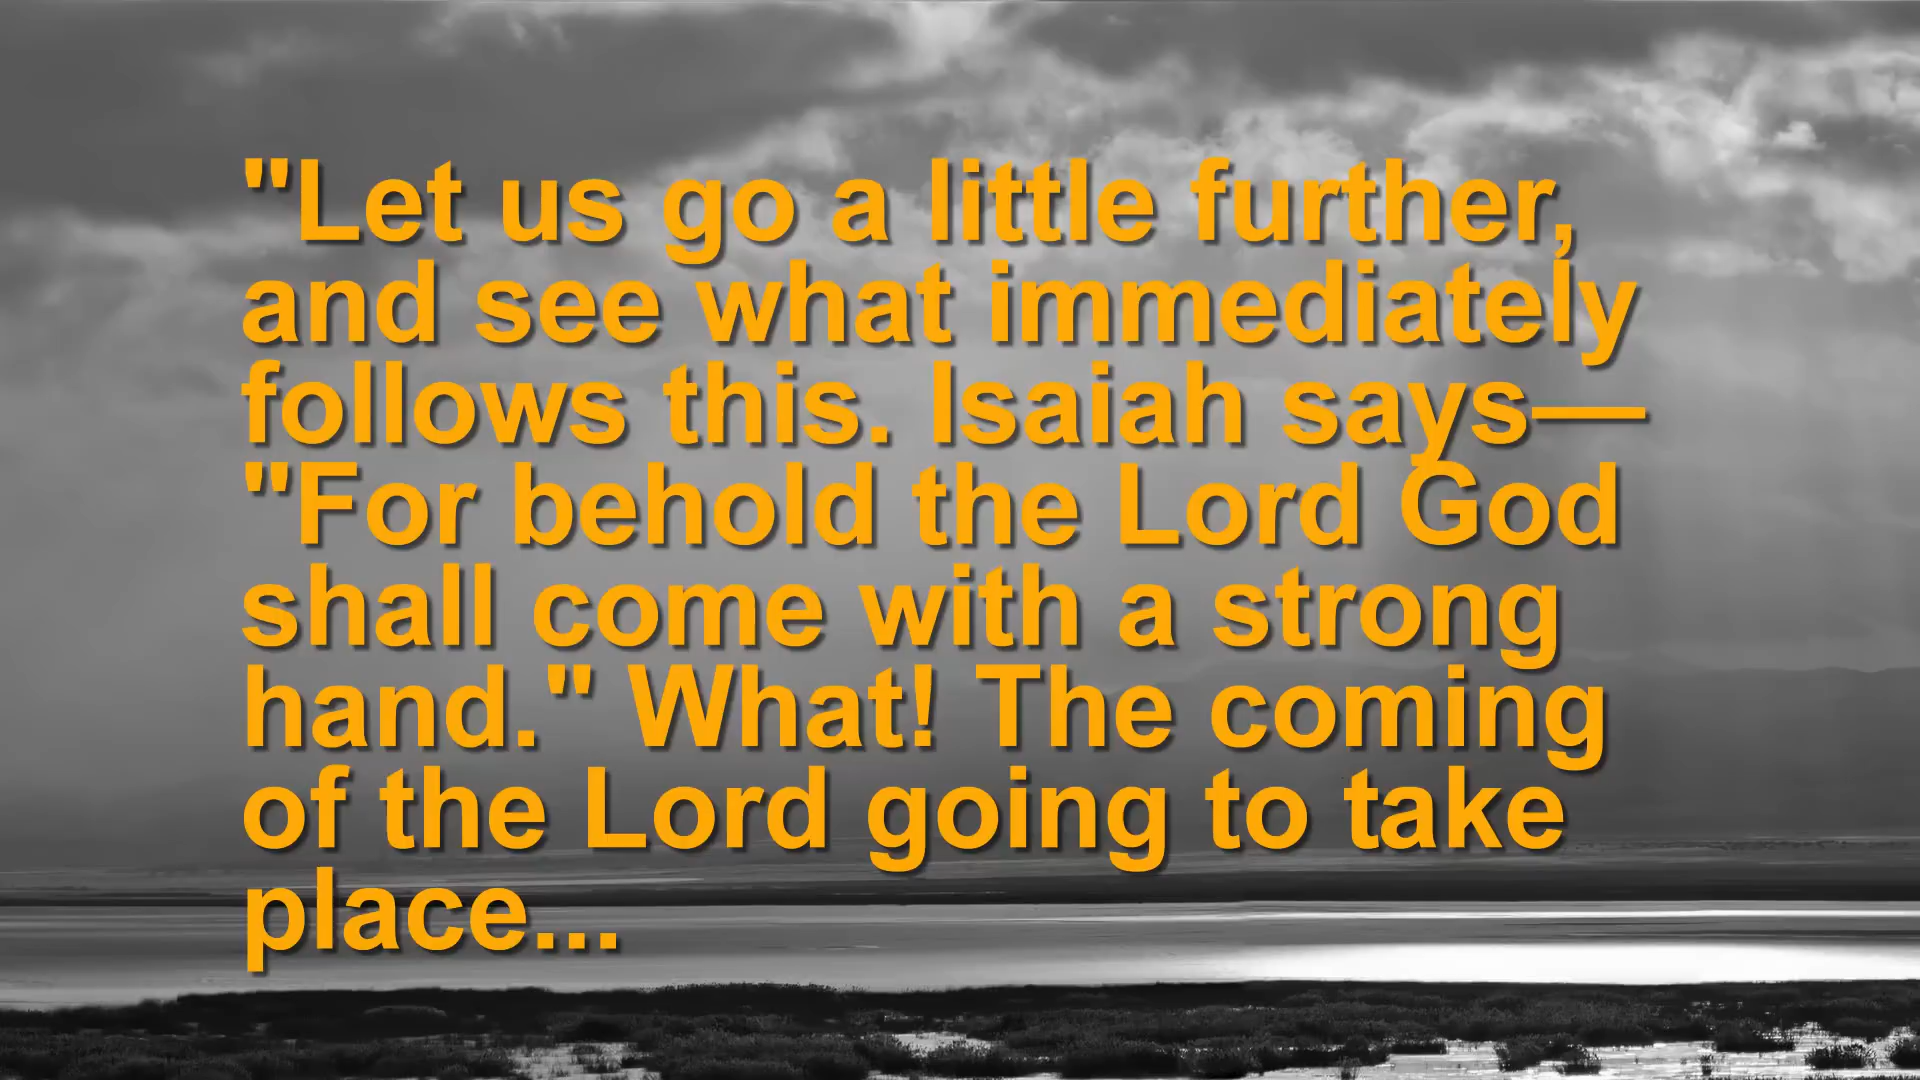 "Let us go a little further,
and see what immediately
follows this. Isaiah says—
"For behold the Lord God
shall come with a strong
hand." What! The coming
of the Lord going to take
place...